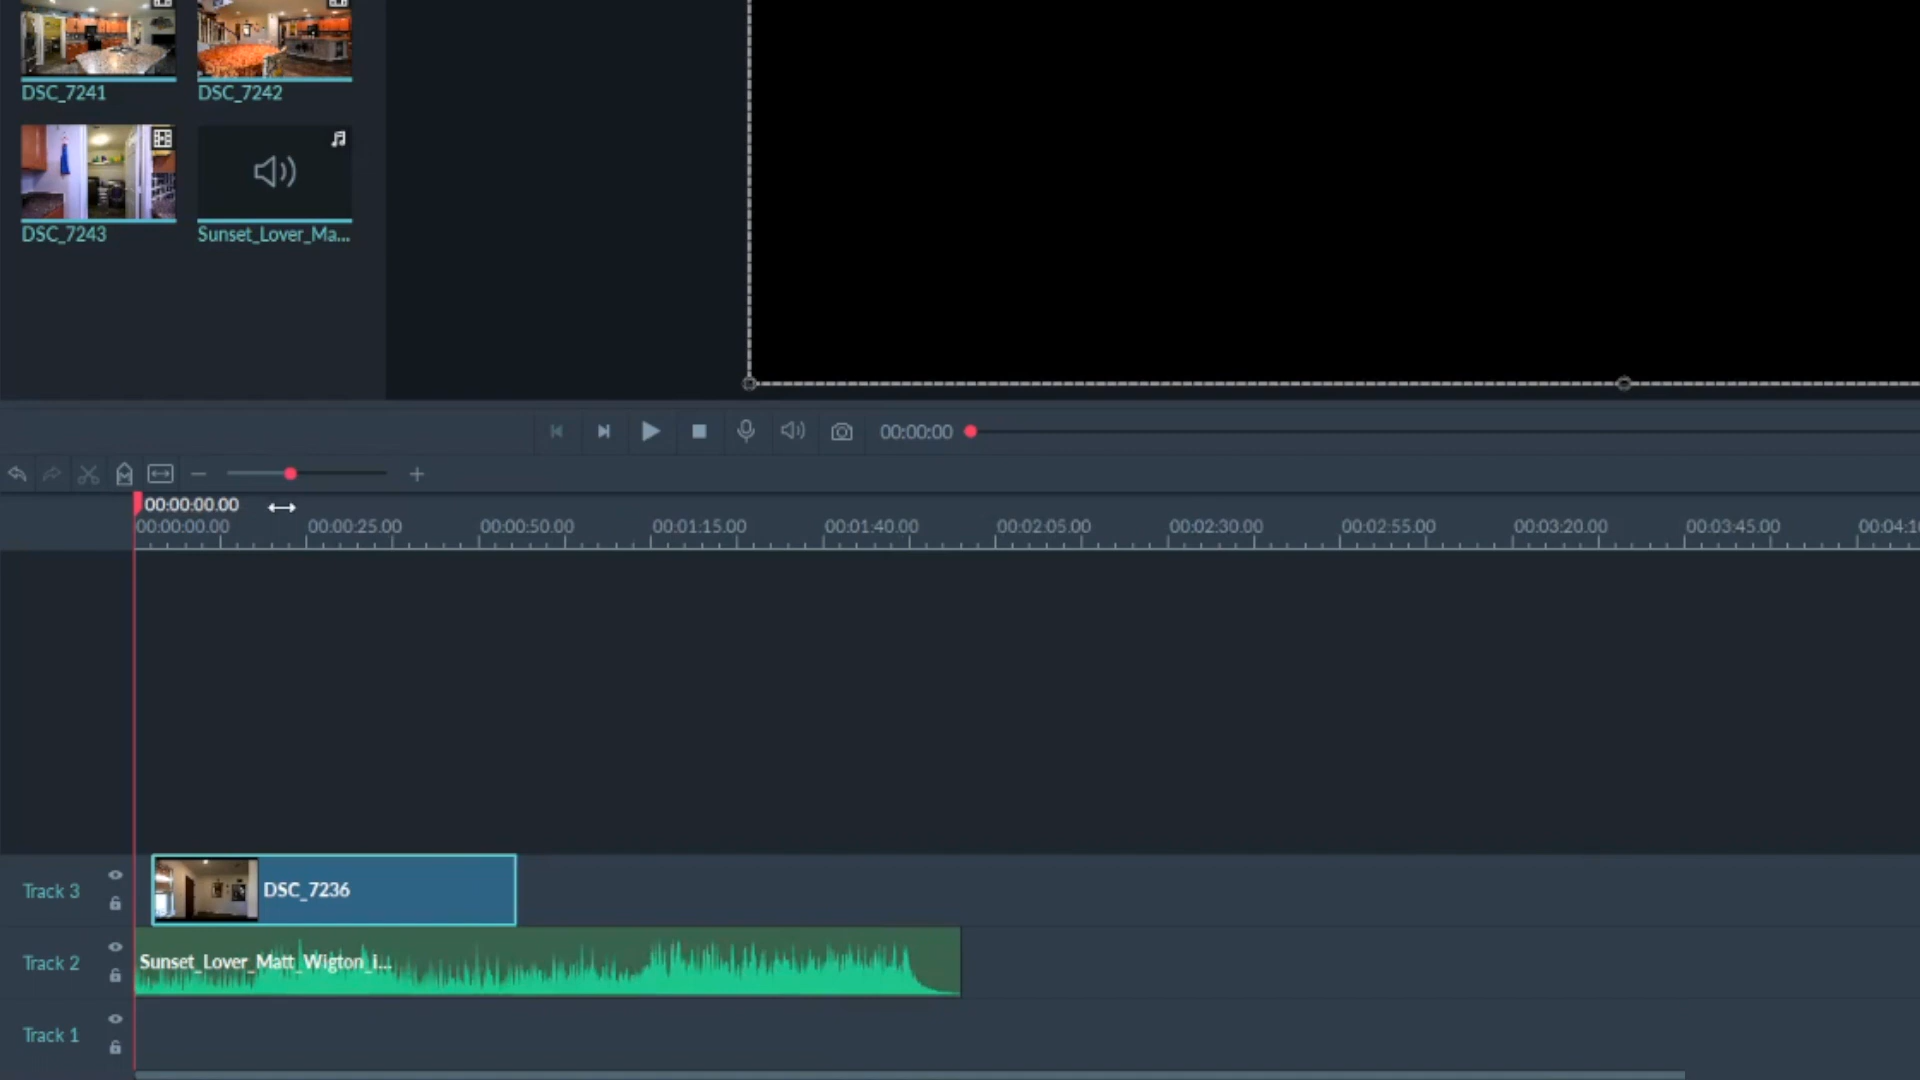 DSC_7241
DSC_7242
DSC_7243
Sunset_Lover_Ma...
00:00:00
00:00:00.00
00:00:00.00 00:00:25.00 00:00:50.00 00:01:15.00 00:01:40.00 00:02:05.00 00:02:30.00 00:02:55.00 00:03:20.00 00:03:45.00 00:04:1
Track 3
DSC_7236
Track 2
Sunset_Lover_Matt_Wigton_i...
Track 1